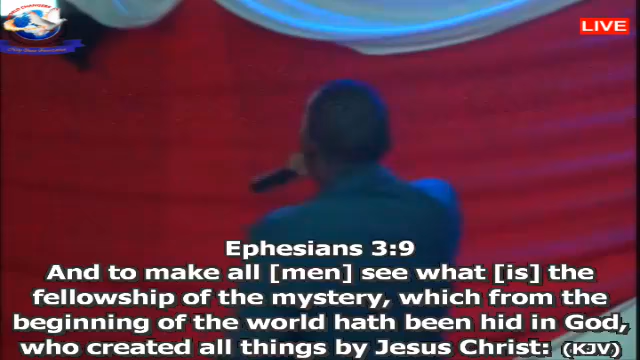 LIVE
Ephesians 3:9
And to make all [men] see what [is] the
fellowship of the mystery, which from the
beginning of the world hath been hid in God,
who created all things by Jesus Christ: (KJV)